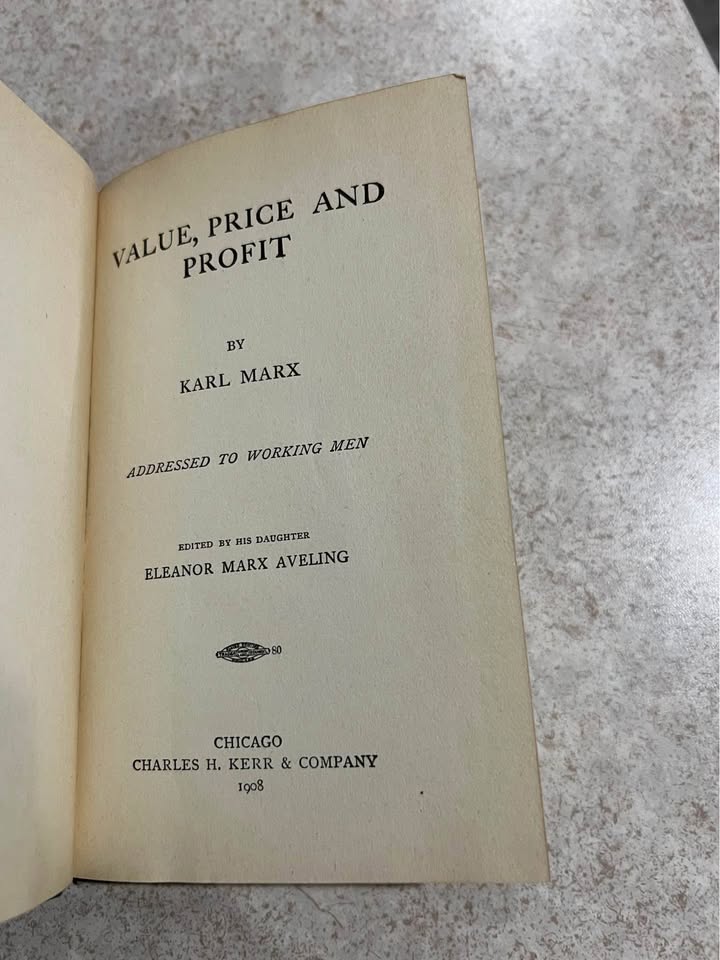 VALUE, PRICE AND
PROFIT
BY
KARL MARX
ADDRESSED TO WORKING MEN
EDITED BY HIS DAUGHTER
ELEANOR MARX AVELING
80
CHICAGO
CHARLES H. KERR & COMPANY
1908